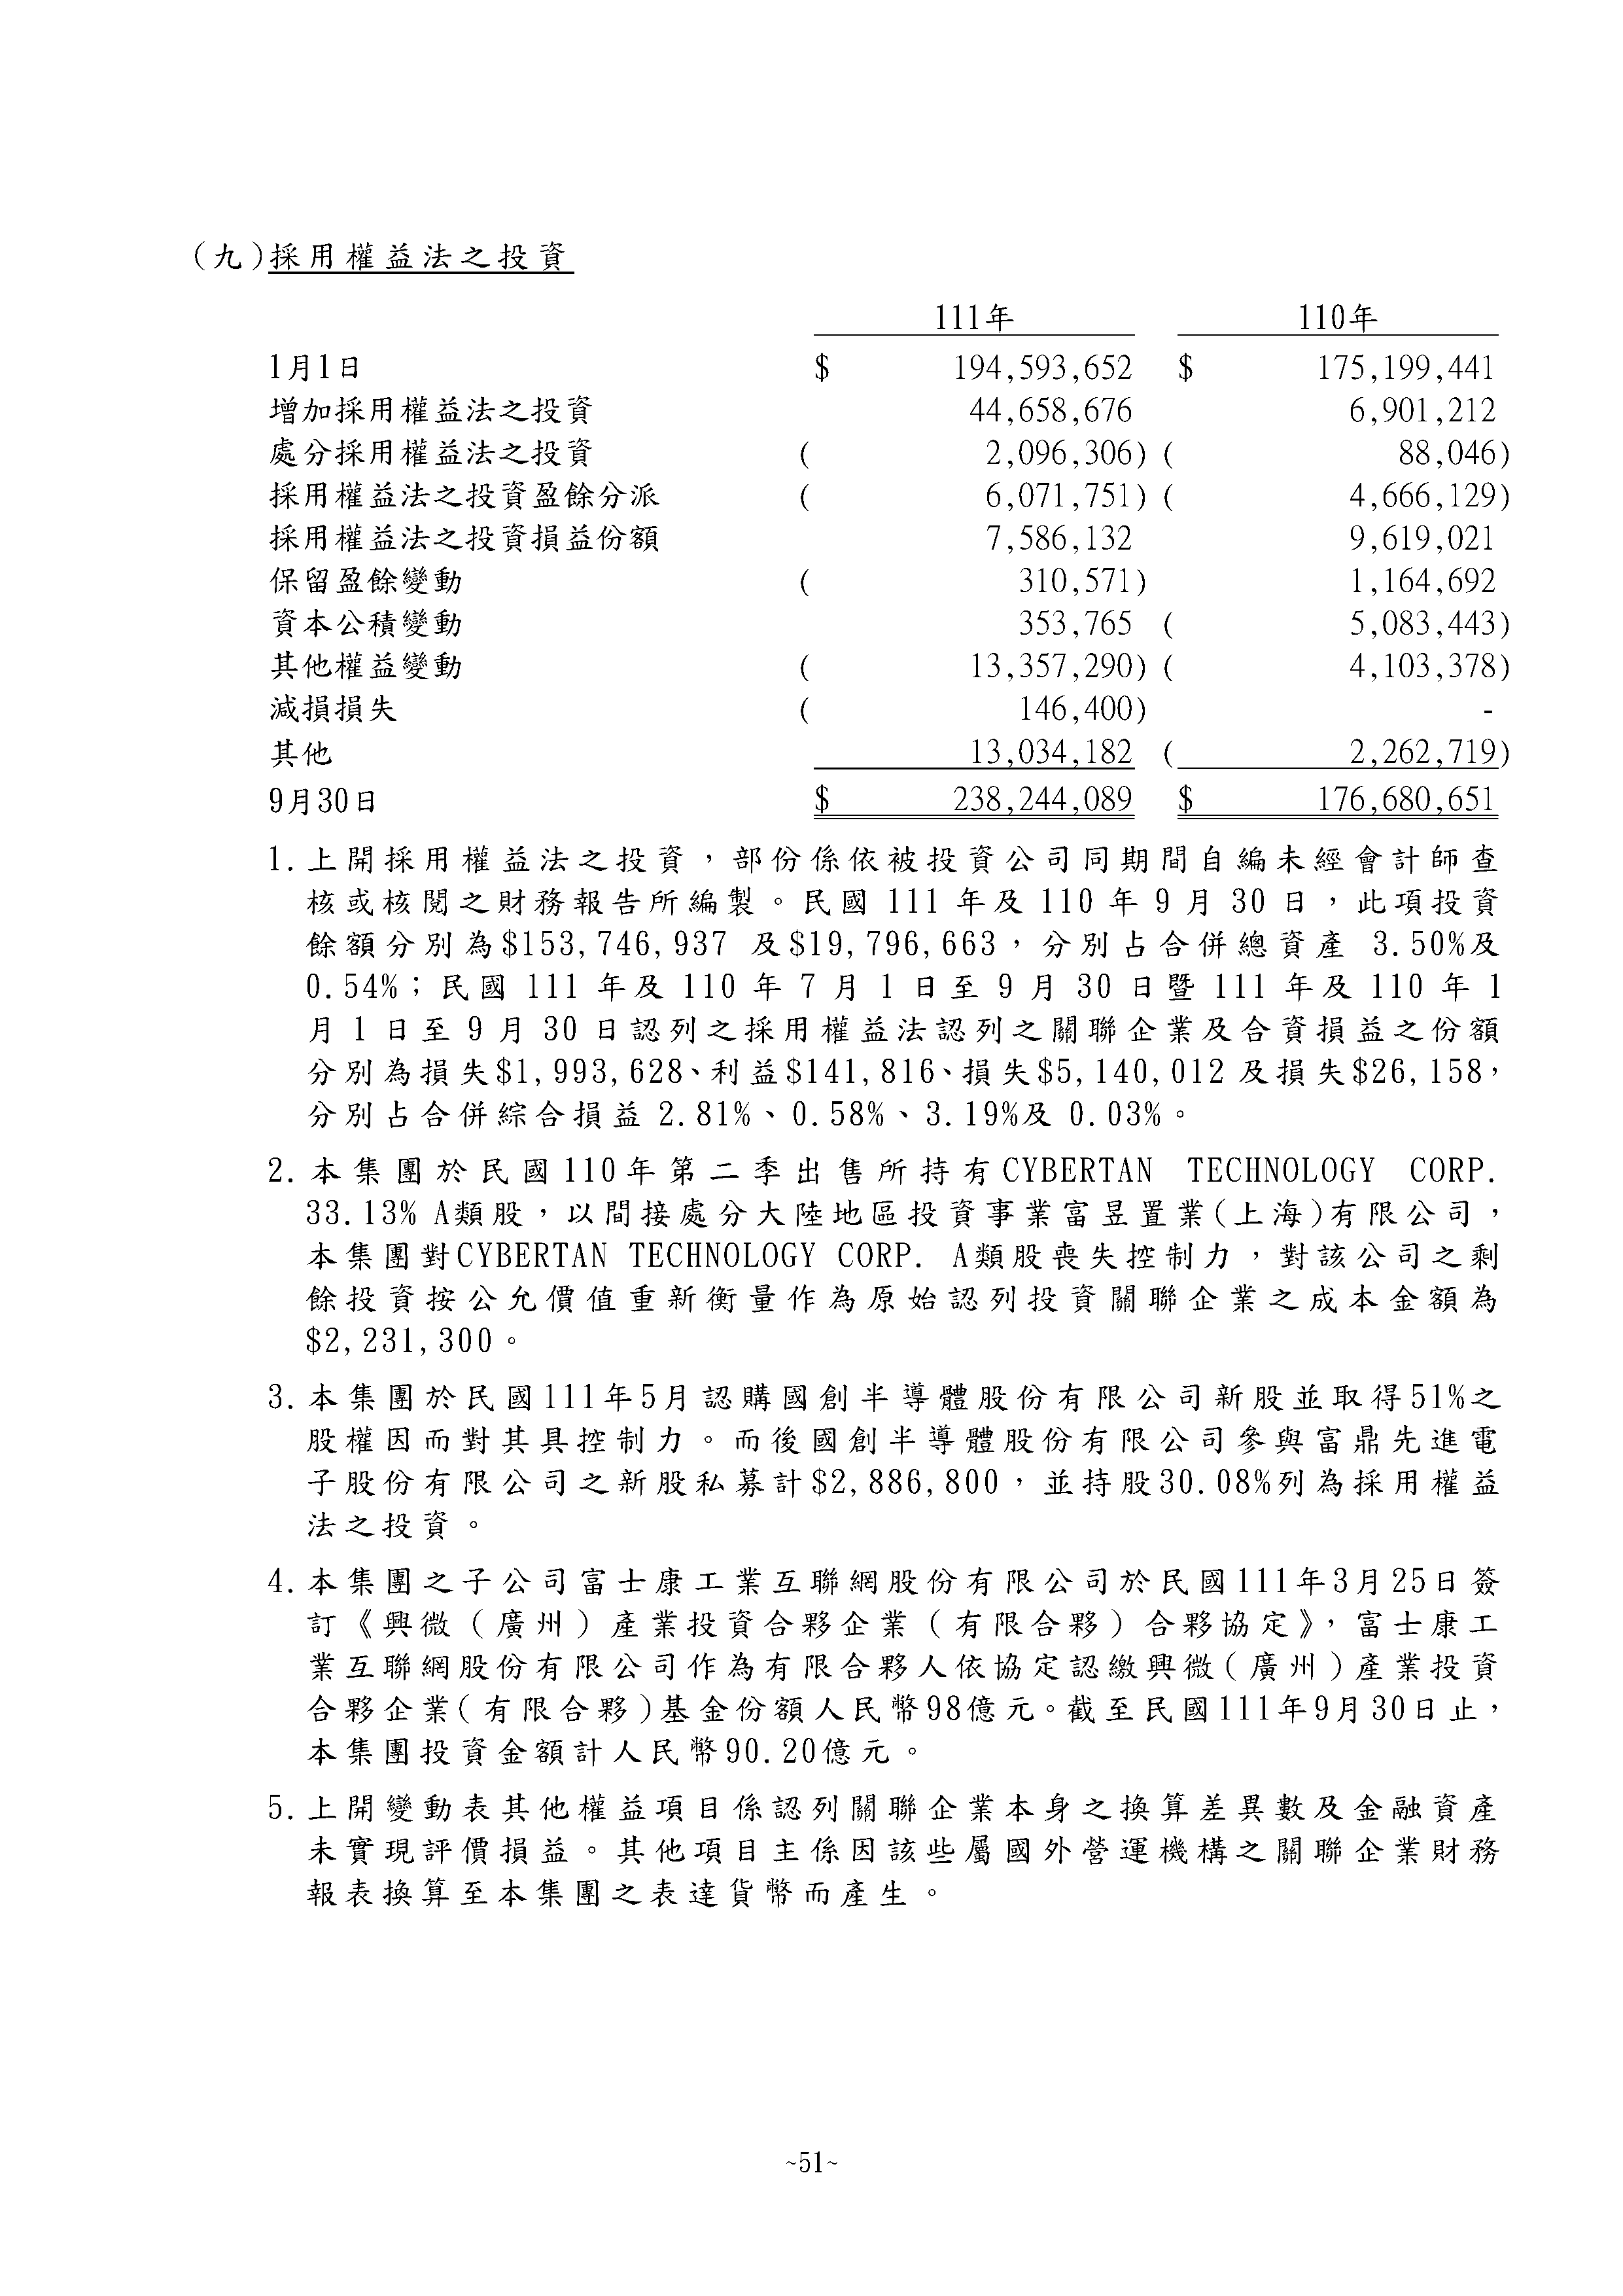 (九)採用權益法之投資
111年 110年
1月1日 $ 194,593,652 $ 175,199,441
增加採用權益法之投資 44,658,676 6,901,212
處分採用權益法之投資 ( 2,096,306) ( 88,046)
採用權益法之投資盈餘分派 ( 6,071,751) ( 4,666,129)
採用權益法之投資損益份額 7,586,132 9,619,021
保留盈餘變動 ( 310,571) 1,164,692
資本公積變動 353,765 ( 5,083,443)
其他權益變動 ( 13,357,290) ( 4,103,378)
減損損失 ( 146,400) -
其他 13,034,182 ( 2,262,719)
9月30日 $ 238,244,089 $ 176,680,651
1. 上開採用權益法之投資，部份係依被投資公司同期間自編未經會計師查
核或核閱之財務報告所編製。民國 111 年及 110 年 9 月 30 日，此項投資
餘額分別為$153,746,937 及$19,796,663，分別占合併總資產 3.50%及
0.54%；民國 111 年及 110 年 7 月 1 日至 9 月 30 日暨 111 年及 110 年 1
月 1 日至 9 月 30 日認列之採用權益法認列之關聯企業及合資損益之份額
分別為損失$1,993,628、利益$141,816、損失$5,140,012 及損失$26,158，
分別占合併綜合損益 2.81%、0.58%、3.19%及 0.03%。
2. 本集團於民國110年第二季出售所持有CYBERTAN TECHNOLOGY CORP.
33.13% A類股，以間接處分大陸地區投資事業富昱置業(上海)有限公司，
本集團對CYBERTAN TECHNOLOGY CORP. A類股喪失控制力，對該公司之剩
餘投資按公允價值重新衡量作為原始認列投資關聯企業之成本金額為
$2,231,300。
3. 本集團於民國111年5月認購國創半導體股份有限公司新股並取得51%之
股權因而對其具控制力。而後國創半導體股份有限公司參與富鼎先進電
子股份有限公司之新股私募計$2,886,800，並持股30.08%列為採用權益
法之投資。
4. 本集團之子公司富士康工業互聯網股份有限公司於民國111年3月25日簽
訂《興微（廣州）產業投資合夥企業（有限合夥）合夥協定》，富士康工
業互聯網股份有限公司作為有限合夥人依協定認繳興微(廣州)產業投資
合夥企業(有限合夥)基金份額人民幣98億元。截至民國111年9月30日止，
本集團投資金額計人民幣90.20億元。
5. 上開變動表其他權益項目係認列關聯企業本身之換算差異數及金融資產
未實現評價損益。其他項目主係因該些屬國外營運機構之關聯企業財務
報表換算至本集團之表達貨幣而產生。
~51~